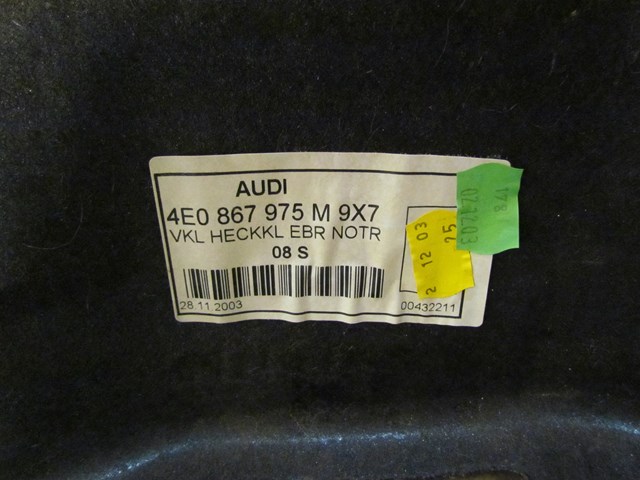 AUDI
4E0 867 975 M 9X7
VKL HECKKL EBR NOTR
08 S
28.11.2003
00432211
2 12 03
25
841